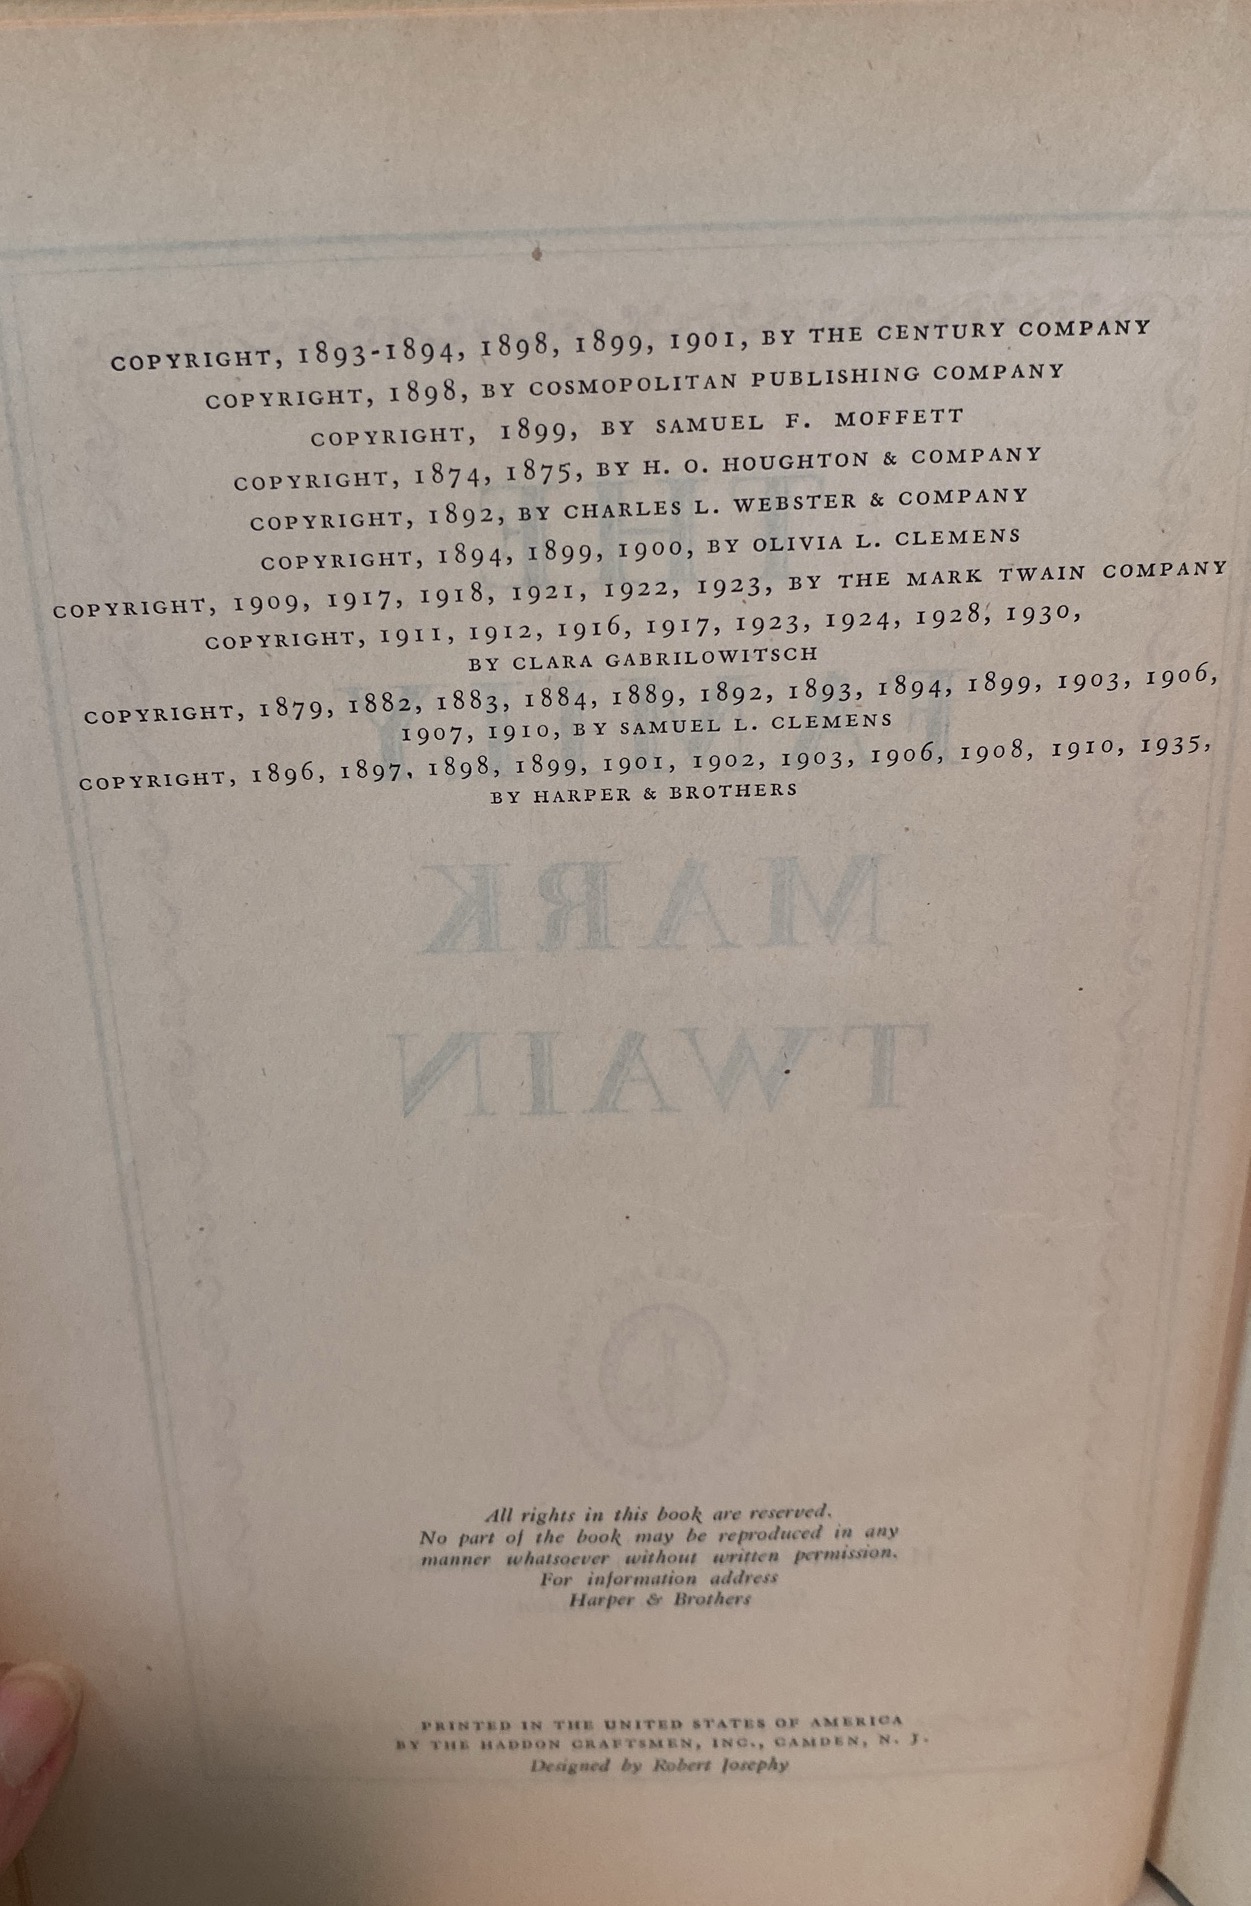 COPYRIGHT, 1893-1894, 1898, 1899, 1901, BY THE CENTURY COMPANY
COPYRIGHT, 1898, BY COSMOPOLITAN PUBLISHING COMPANY
COPYRIGHT, 1899, BY SAMUEL F. MOFFETT
COPYRIGHT, 1874, 1875, BY H. O. HOUGHTON & COMPANY
COPYRIGHT, 1892, BY CHARLES L. WEBSTER & COMPANY
COPYRIGHT, 1894, 1899, 1900, BY OLIVIA L. CLEMENS
COPYRIGHT, 1909, 1917, 1918, 1921, 1922, 1923, BY THE MARK TWAIN COMPANY
COPYRIGHT, 1911, 1912, 1916, 1917, 1923, 1924, 1928, 1930,
BY CLARA GABRILOWITSCH
COPYRIGHT, 1879, 1882, 1883, 1884, 1889, 1892, 1893, 1894, 1899, 1903, 1906,
1907, 1910, BY SAMUEL L. CLEMENS
COPYRIGHT, 1896, 1897, 1898, 1899, 1901, 1902, 1903, 1906, 1908, 1910, 1935,
BY HARPER & BROTHERS
MARK
TWAIN
All rights in this book are reserved.
No part of the book may be reproduced in any
manner whatsoever without written permission.
For information address
Harper & Brothers
PRINTED IN THE UNITED STATES OF AMERICA
BY THE HADDON CRAFTSMEN, INC., CAMDEN, N. J.
Designed by Robert Josephy